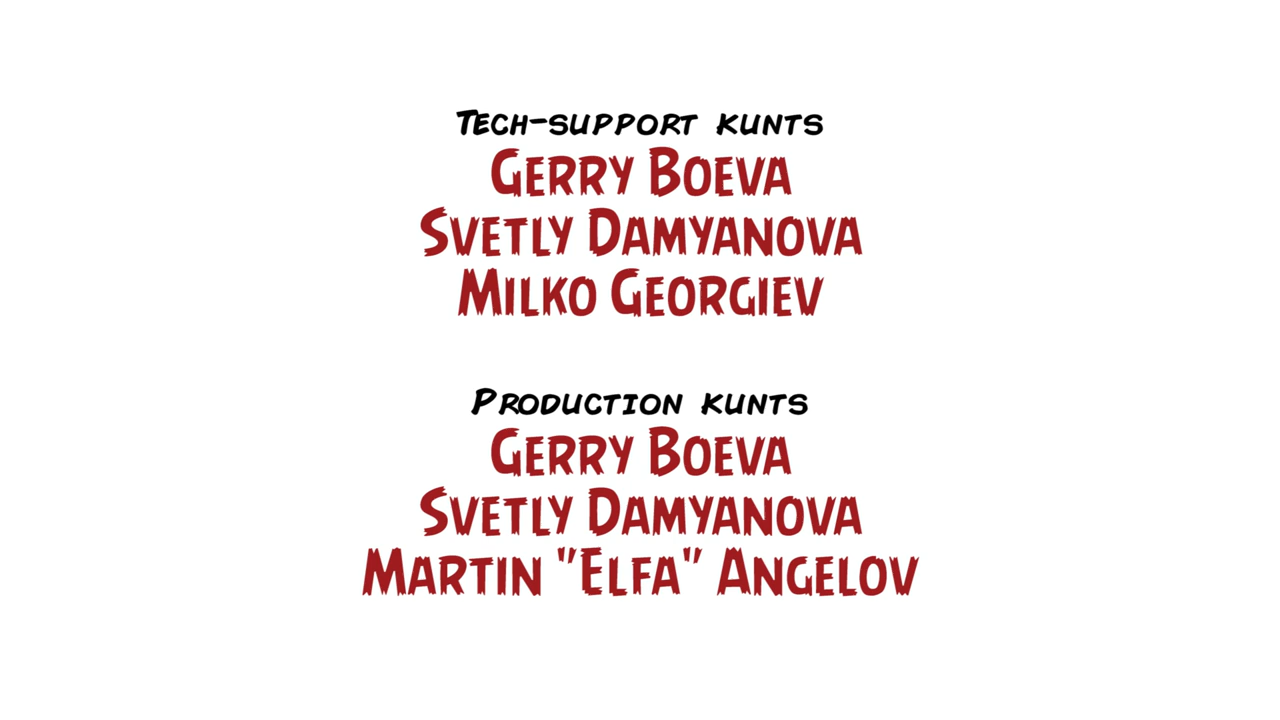 Tech-support kunts
Gerry Boeva
Svetly Damyanova
Milko Georgiev
Production kunts
Gerry Boeva
Svetly Damyanova
Martin "Elfa" Angelov